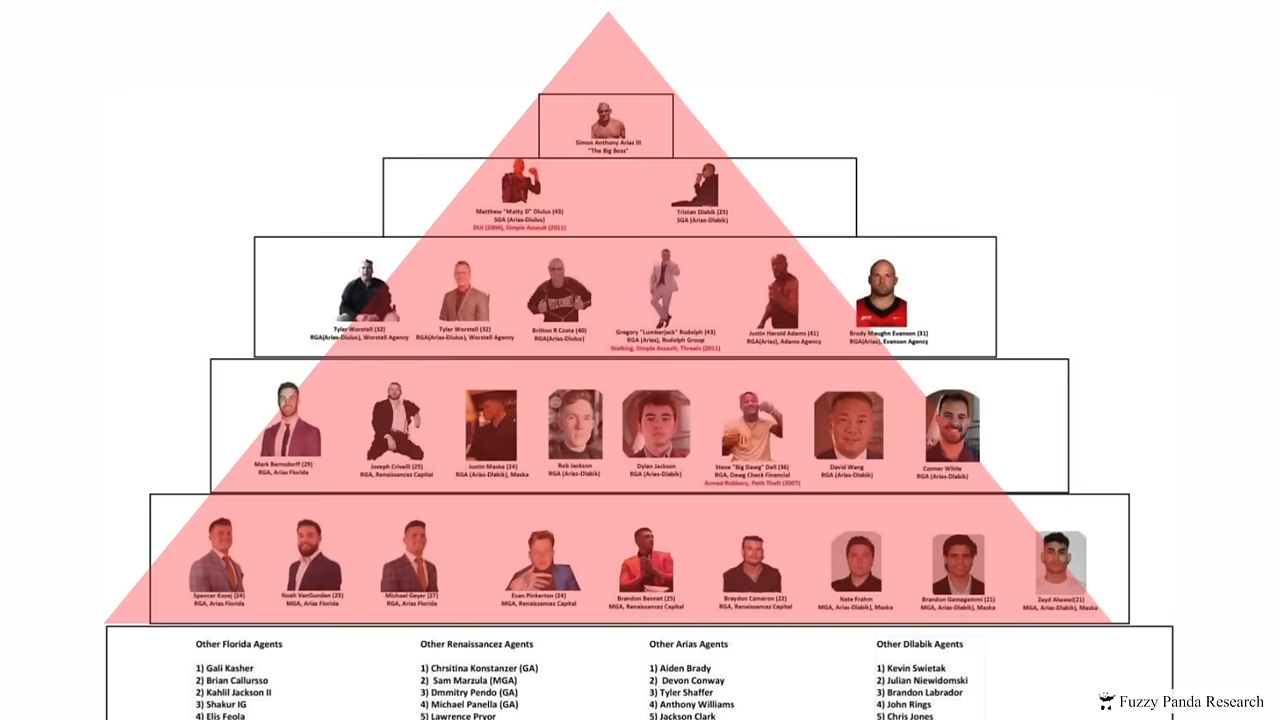 Simon Anthony Arias III
"The Big Boss"
Matthew "Matty D" Diulus (43)
SGA (Arias-Diulus)
DUI (2004), Simple Assault (2011)
Tristan Dlabik (25)
SGA (Arias-Dlabik)
Tyler Worstell (32)
RGA(Arias-Diulus), Worstell Agency
Tyler Worstell (32)
RGA(Arias-Diulus), Worstell Agency
Britton R Costa (40)
RGA(Arias-Diulus)
Gregory "Lumberjack" Rudolph (43)
RGA (Arias), Rudolph Group
Stalking, Simple Assault, Threats (2011)
Justin Harold Adams (41)
RGA(Arias), Adams Agency
Brody Maughn Evanson (31)
RGA(Arias), Evanson Agency
Mark Bernsdorff (29)
RGA, Arias Florida
Joseph Crivelli (25)
RGA, Renaissancez Capital
Justin Maska (24)
RGA (Arias-Dlabik), Maska
Rob Jackson
RGA (Arias-Dlabik)
Dylan Jackson
RGA (Arias-Dlabik)
Steve "Big Dawg" Dell (36)
RGA, Dawg Check Financial
Armed Robbery, Petit Theft (2007)
David Wang
RGA (Arias-Dlabik)
Conner White
RGA (Arias-Dlabik)
Spencer Kozej (24)
RGA, Arias Florida
Noah VanGunden (23)
MGA, Arias Florida
Michael Geyer (27)
RGA, Arias Florida
Evan Pinkerton (24)
MGA, Renaissancez Capital
Brandon Bennet (25)
MGA, Renaissancez Capital
Braydon Cameron (22)
RGA, Renaissancez Capital
Nate Frahm
MGA, Arias-Dlabik), Maska
Brandon Gamagammi (21)
MGA, Arias-Dlabik), Maska
Zayd Alwawi(21)
MGA, Arias-Dlabik), Maska
Other Florida Agents
1) Gali Kasher
2) Brian Callursso
2) Kahlil Jackson II
3) Shakur IG
4) Elis Feola
Other Renaissancez Agents
1) Chrsitina Konstanzer (GA)
2) Sam Marzula (MGA)
3) Dmmitry Pendo (GA)
4) Michael Panella (GA)
5) Lawrence Pryor
Other Arias Agents
1) Aiden Brady
2) Devon Conway
3) Tyler Shaffer
4) Anthony Williams
5) Jackson Clark
Other Dllabik Agents
1) Kevin Swietak
2) Julian Niewidomski
3) Brandon Labrador
4) John Rings
5) Chris Jones
Fuzzy Panda Research